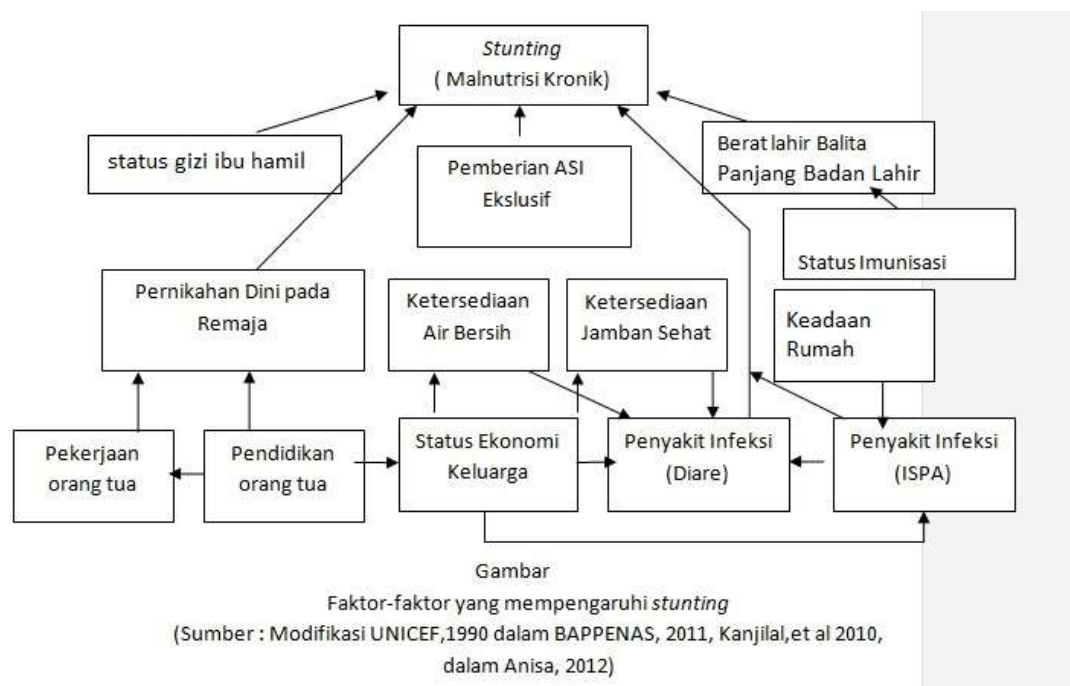 Stunting
( Malnutrisi Kronik)
status gizi ibu hamil
Pemberian ASI
Ekslusif
Berat lahir Balita
Panjang Badan Lahir
Status Imunisasi
Pernikahan Dini pada
Remaja
Ketersediaan
Air Bersih
Ketersediaan
Jamban Sehat
Keadaan
Rumah
Pekerjaan
orang tua
Pendidikan
orang tua
Status Ekonomi
Keluarga
Penyakit Infeksi
(Diare)
Penyakit Infeksi
(ISPA)
Gambar
Faktor-faktor yang mempengaruhi stunting
(Sumber : Modifikasi UNICEF,1990 dalam BAPPENAS, 2011, Kanjilal,et al 2010,
dalam Anisa, 2012)